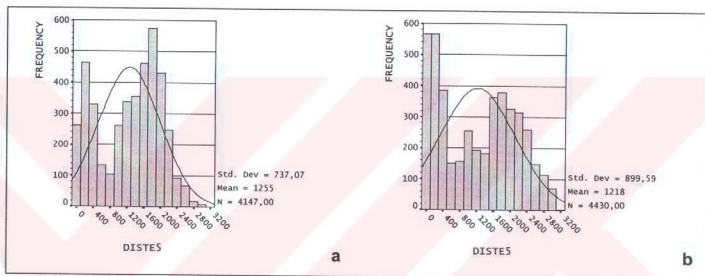 FREQUENCY
600
500
400
300
200
100
0
0 400 800 1200 1600 2000 2400 2800 3200
DISTE5
Std. Dev = 737,07
Mean = 1255
N = 4147,00
a
FREQUENCY
600
500
400
300
200
100
0
0 400 800 1200 1600 2000 2400 2800 3200
DISTE5
Std. Dev = 899,59
Mean = 1218
N = 4430,00
b